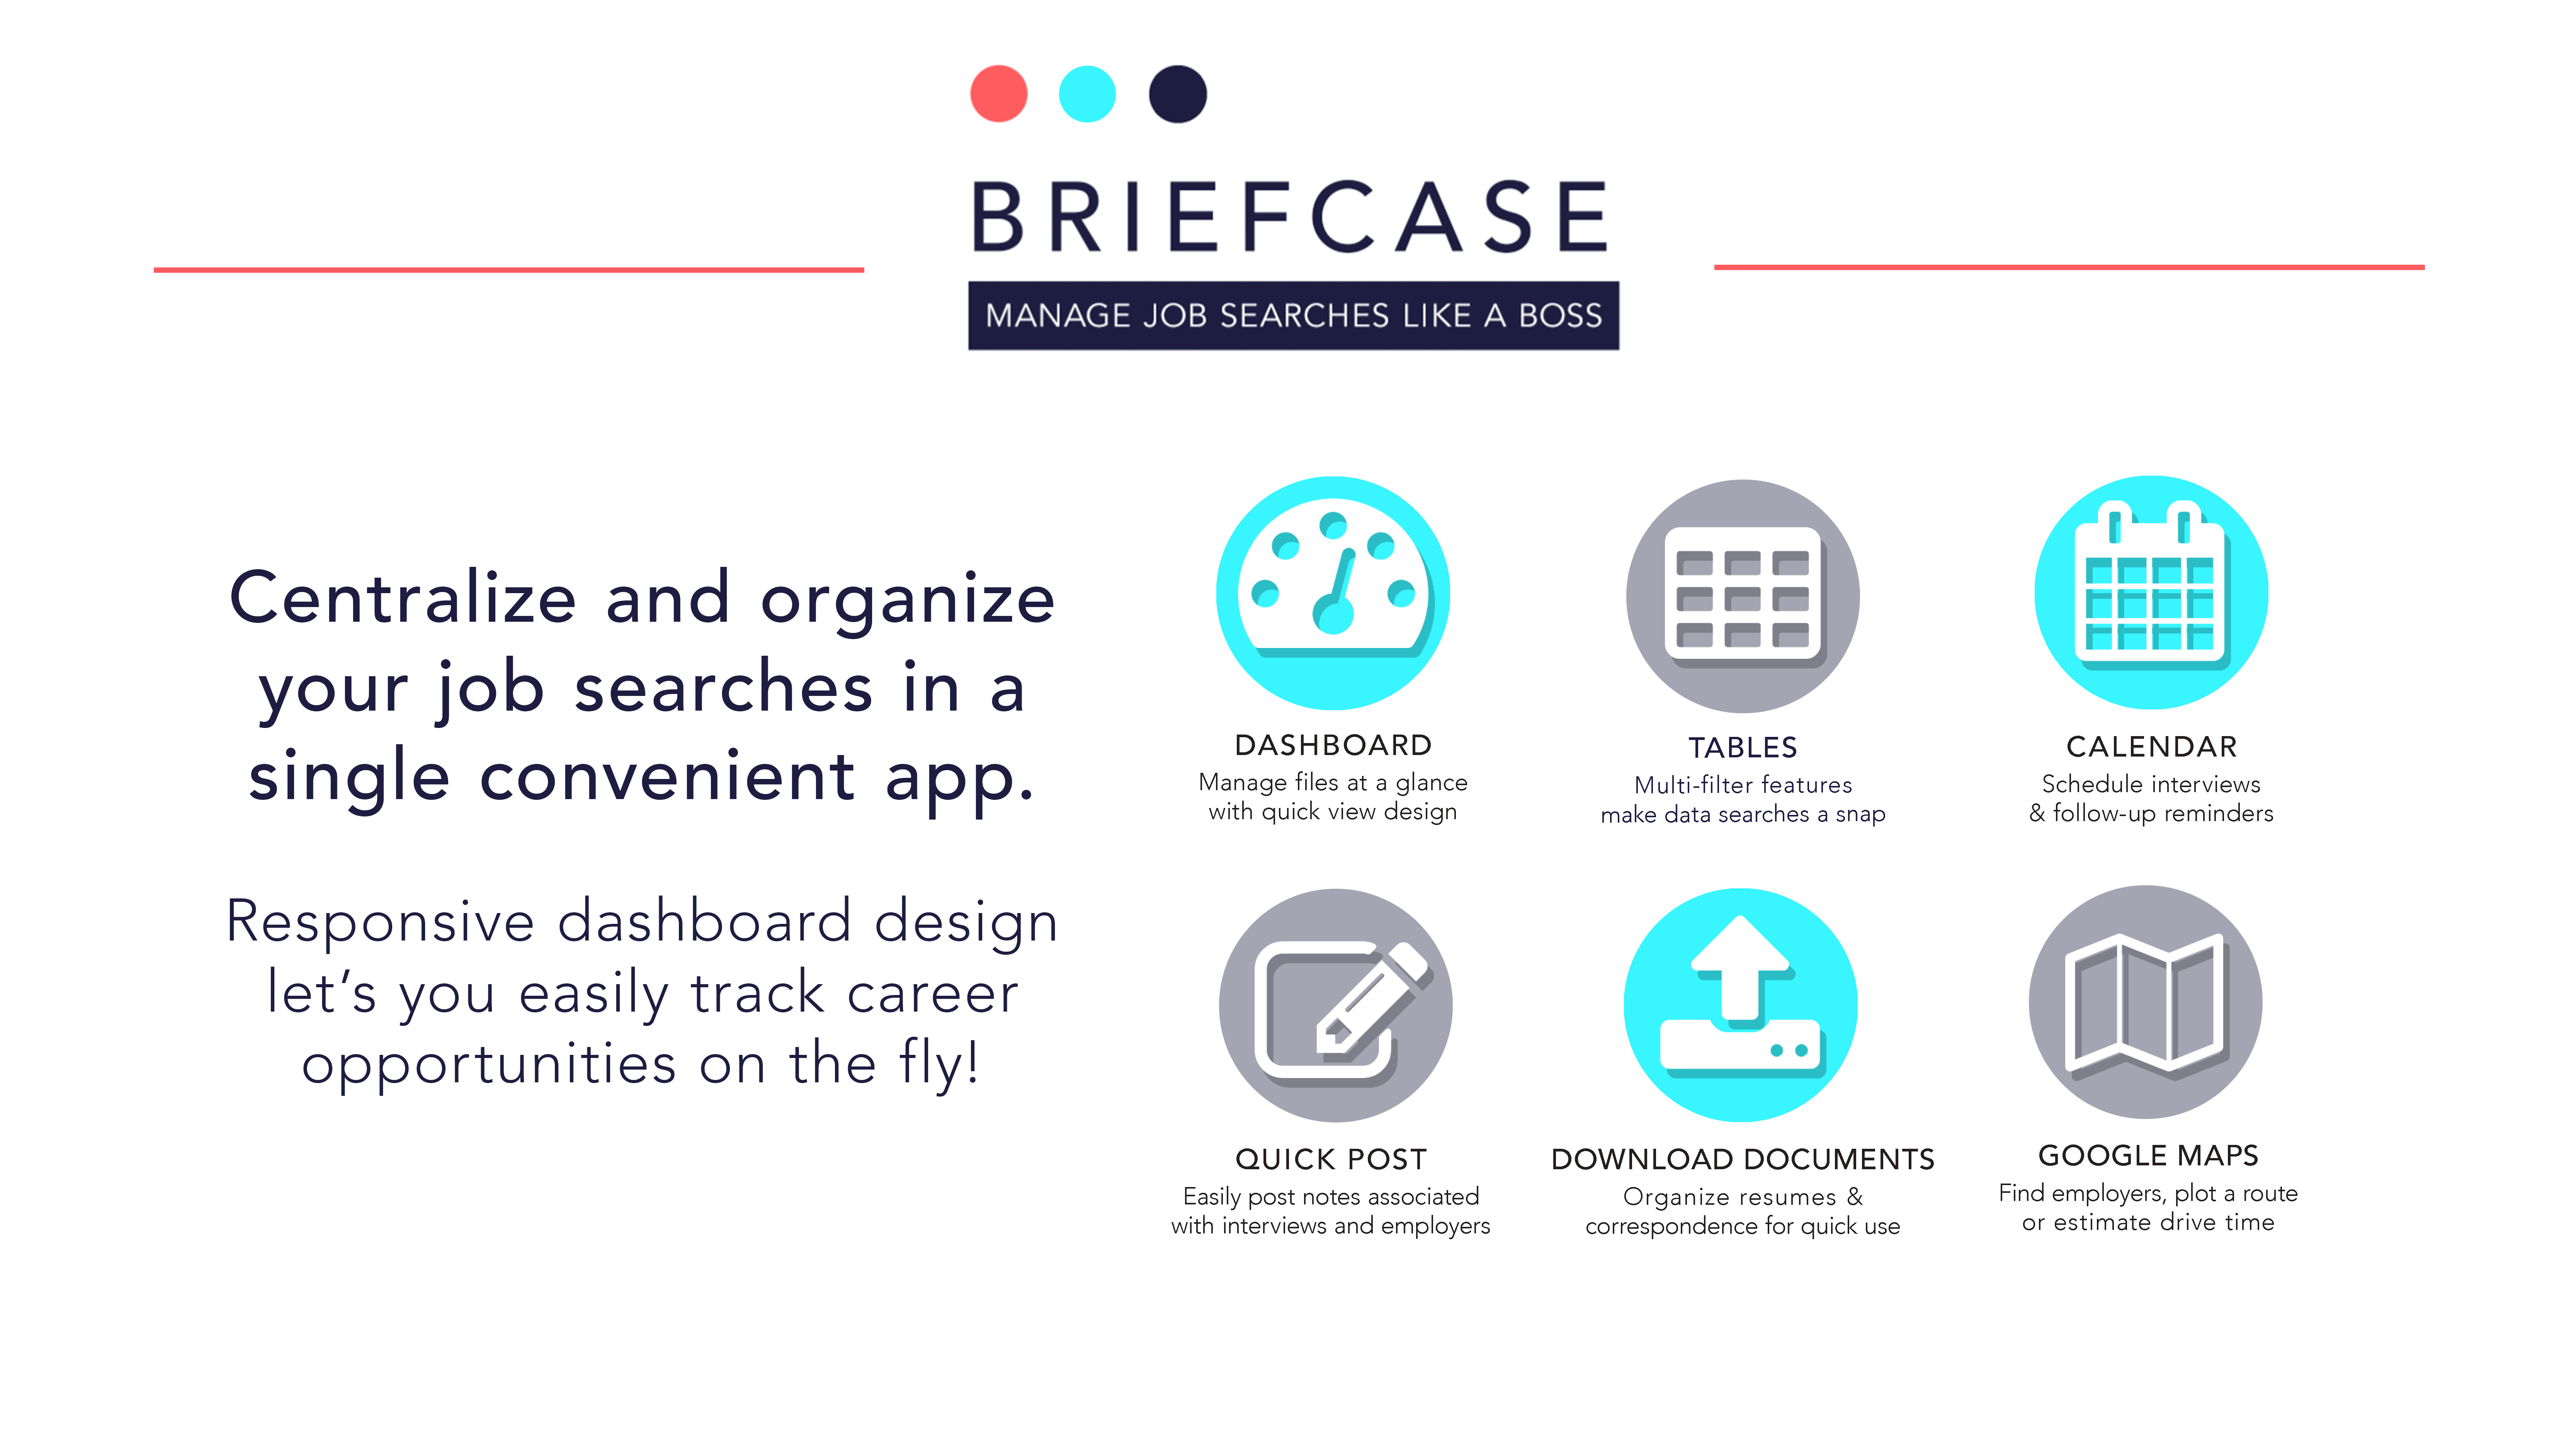 BRIEFCASE
MANAGE JOB SEARCHES LIKE A BOSS
Centralize and organize
your job searches in a
single convenient app.
Responsive dashboard design
let’s you easily track career
opportunities on the fly!
DASHBOARD
Manage files at a glance
with quick view design
TABLES
Multi-filter features
make data searches a snap
CALENDAR
Schedule interviews
& follow-up reminders
QUICK POST
Easily post notes associated
with interviews and employers
DOWNLOAD DOCUMENTS
Organize resumes &
correspondence for quick use
GOOGLE MAPS
Find employers, plot a route
or estimate drive time